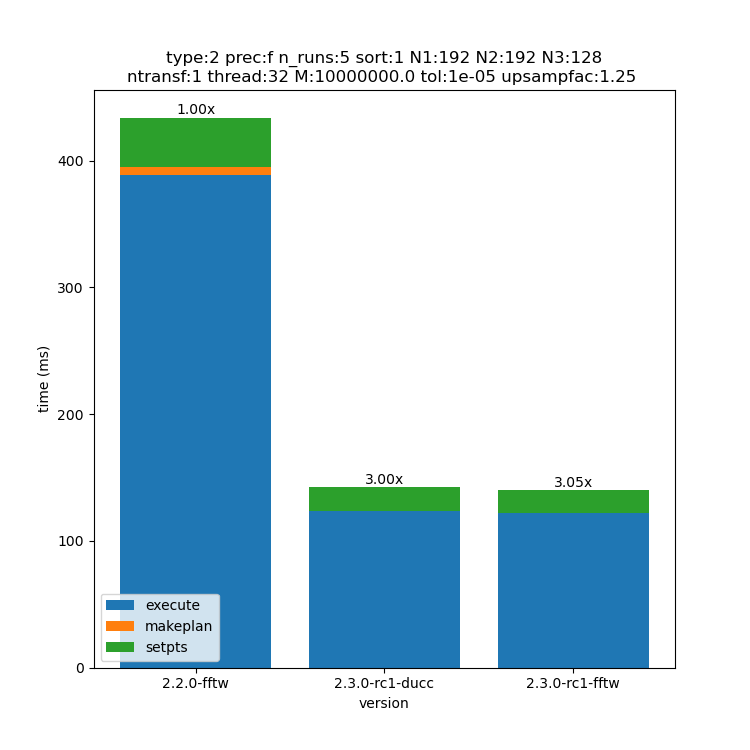 type:2 prec:f n_runs:5 sort:1 N1:192 N2:192 N3:128
ntransf:1 thread:32 M:10000000.0 tol:1e-05 upsampfac:1.25
1.00x
400
300
200
100
0
time (ms)
3.00x
3.05x
execute
makeplan
setpts
2.2.0-fftw
2.3.0-rc1-ducc
2.3.0-rc1-fftw
version